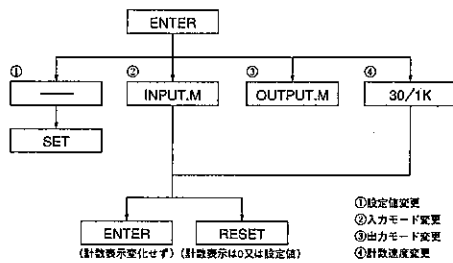 ENTER
① ② ③ ④
— INPUT.M OUTPUT.M 30/1K
SET
ENTER RESET
(計数表示変化せず) (計数表示は0又は設定値)
①設定値変更
②入力モード変更
③出力モード変更
④計数速度変更